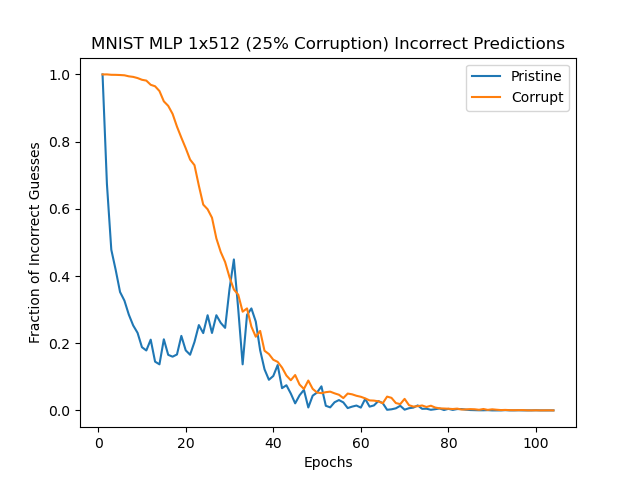 MNIST MLP 1x512 (25% Corruption) Incorrect Predictions
Pristine
Corrupt
Fraction of Incorrect Guesses
1.0
0.8
0.6
0.4
0.2
0.0
0 20 40 60 80 100
Epochs